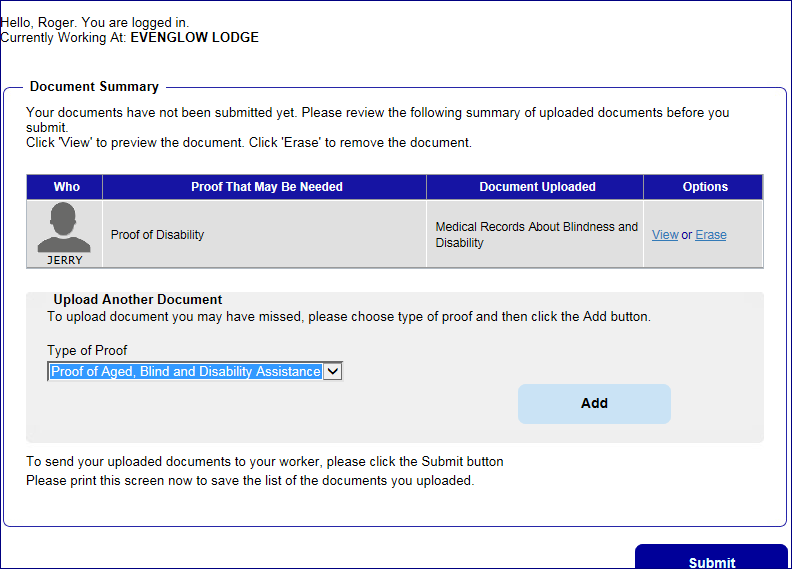 Hello, Roger. You are logged in.
Currently Working At: EVENGLOW LODGE
Document Summary
Your documents have not been submitted yet. Please review the following summary of uploaded documents before you
submit.
Click 'View' to preview the document. Click 'Erase' to remove the document.
Who Proof That May Be Needed Document Uploaded Options
Proof of Disability
Medical Records About Blindness and
Disability
View or Erase
JERRY
Upload Another Document
To upload document you may have missed, please choose type of proof and then click the Add button.
Type of Proof
Proof of Aged, Blind and Disability Assistance
Add
To send your uploaded documents to your worker, please click the Submit button
Please print this screen now to save the list of the documents you uploaded.
Submit